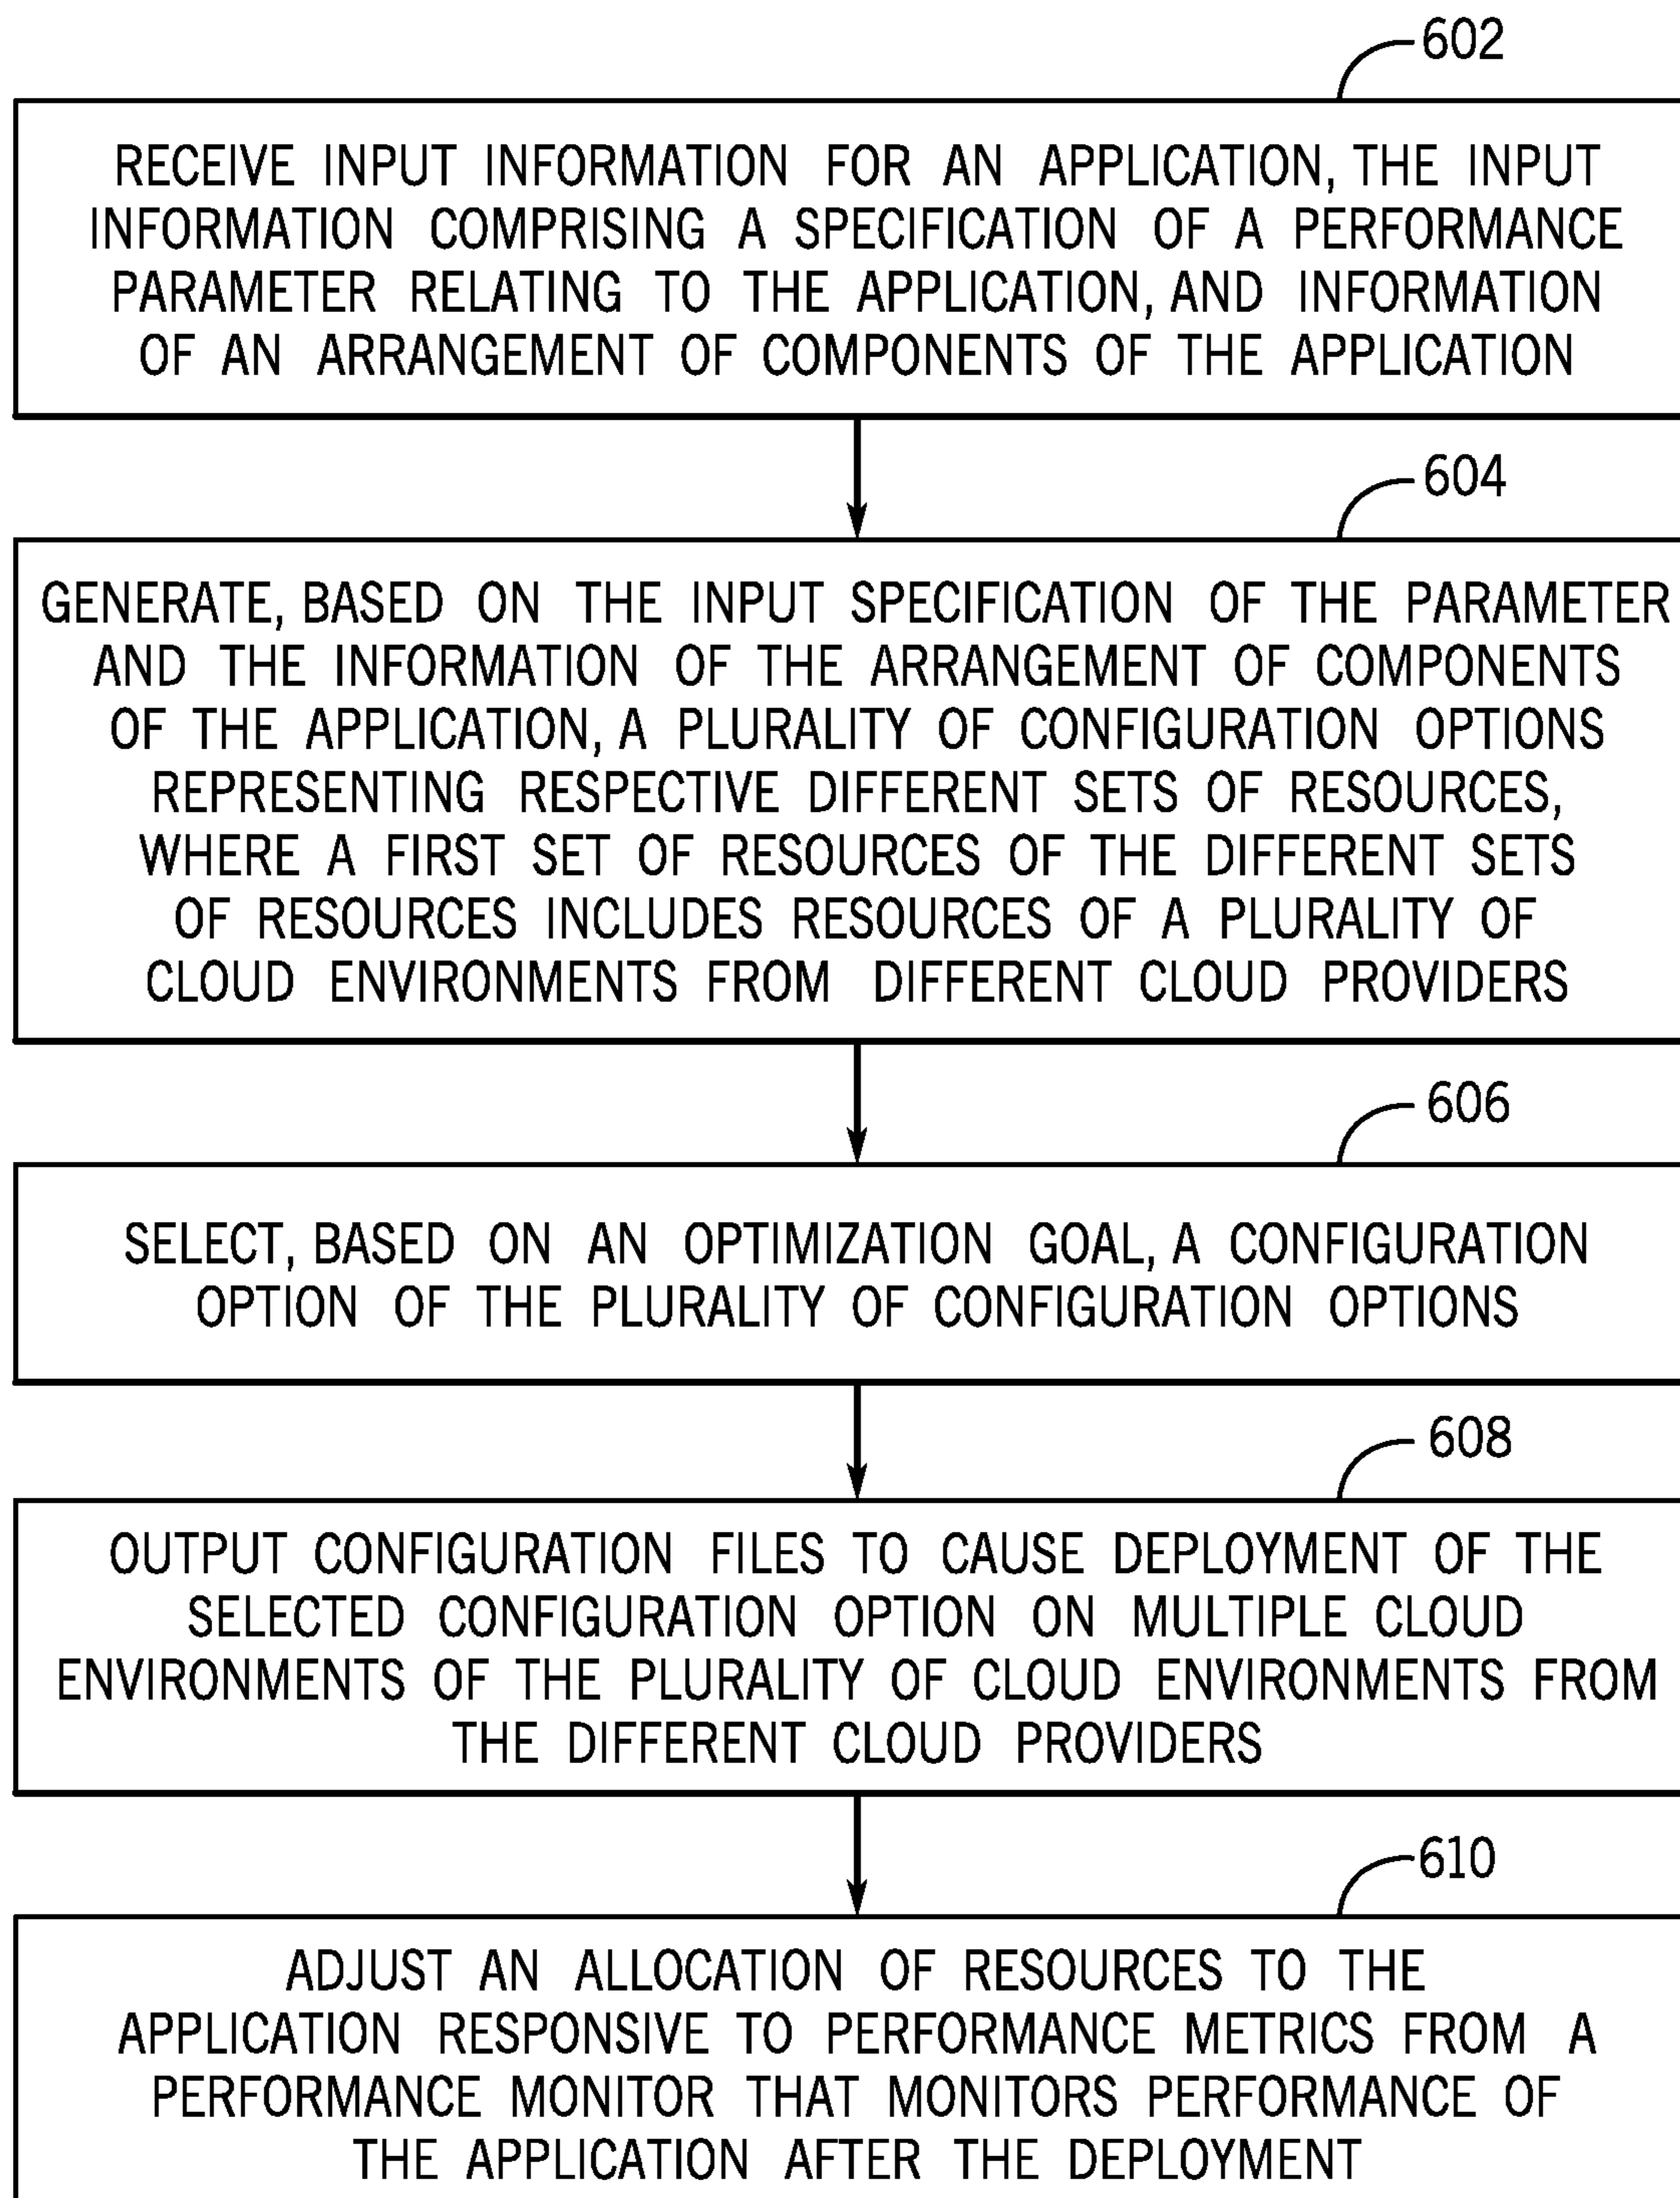 602
RECEIVE INPUT INFORMATION FOR AN APPLICATION, THE INPUT
INFORMATION COMPRISING A SPECIFICATION OF A PERFORMANCE
PARAMETER RELATING TO THE APPLICATION, AND INFORMATION
OF AN ARRANGEMENT OF COMPONENTS OF THE APPLICATION
604
GENERATE, BASED ON THE INPUT SPECIFICATION OF THE PARAMETER
AND THE INFORMATION OF THE ARRANGEMENT OF COMPONENTS
OF THE APPLICATION, A PLURALITY OF CONFIGURATION OPTIONS
REPRESENTING RESPECTIVE DIFFERENT SETS OF RESOURCES,
WHERE A FIRST SET OF RESOURCES OF THE DIFFERENT SETS
OF RESOURCES INCLUDES RESOURCES OF A PLURALITY OF
CLOUD ENVIRONMENTS FROM DIFFERENT CLOUD PROVIDERS
606
SELECT, BASED ON AN OPTIMIZATION GOAL, A CONFIGURATION
OPTION OF THE PLURALITY OF CONFIGURATION OPTIONS
608
OUTPUT CONFIGURATION FILES TO CAUSE DEPLOYMENT OF THE
SELECTED CONFIGURATION OPTION ON MULTIPLE CLOUD
ENVIRONMENTS OF THE PLURALITY OF CLOUD ENVIRONMENTS FROM
THE DIFFERENT CLOUD PROVIDERS
610
ADJUST AN ALLOCATION OF RESOURCES TO THE
APPLICATION RESPONSIVE TO PERFORMANCE METRICS FROM A
PERFORMANCE MONITOR THAT MONITORS PERFORMANCE OF
THE APPLICATION AFTER THE DEPLOYMENT